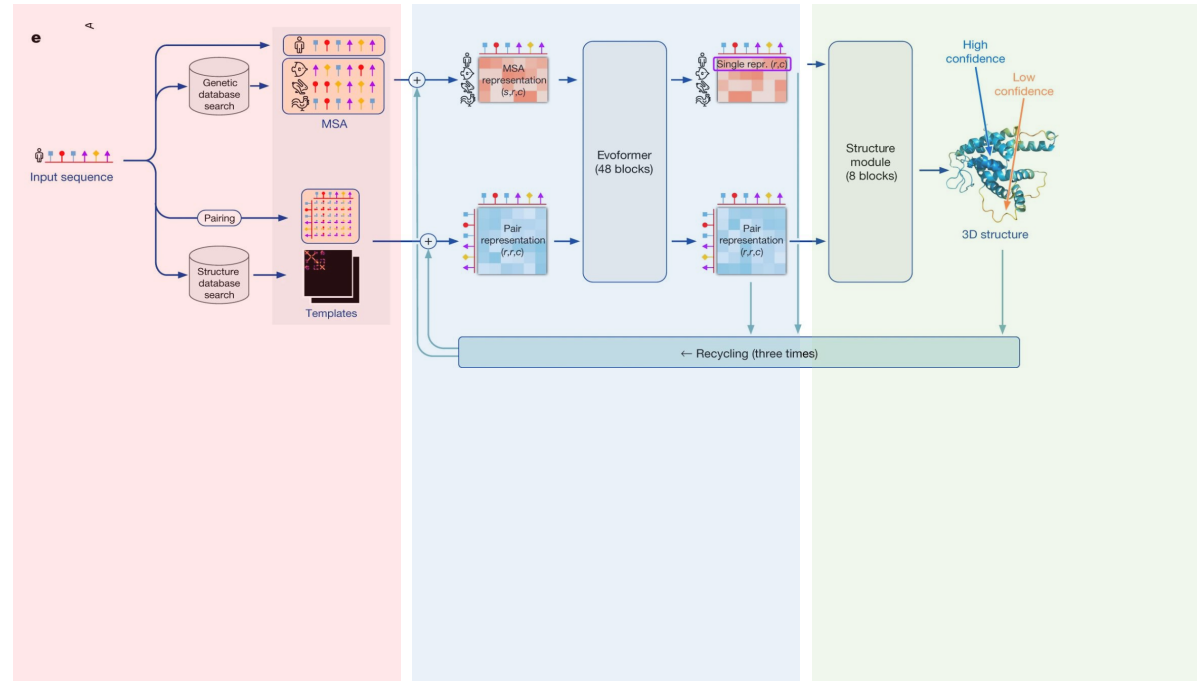 e
A
Genetic
database
search
MSA
Input sequence
Pairing
Structure
database
search
Templates
+
+
MSA
representation
(s,r,c)
Pair
representation
(r,r,c)
Evoformer
(48 blocks)
Single repr. (r,c)
Pair
representation
(r,r,c)
Structure
module
(8 blocks)
High
confidence
Low
confidence
3D structure
← Recycling (three times)